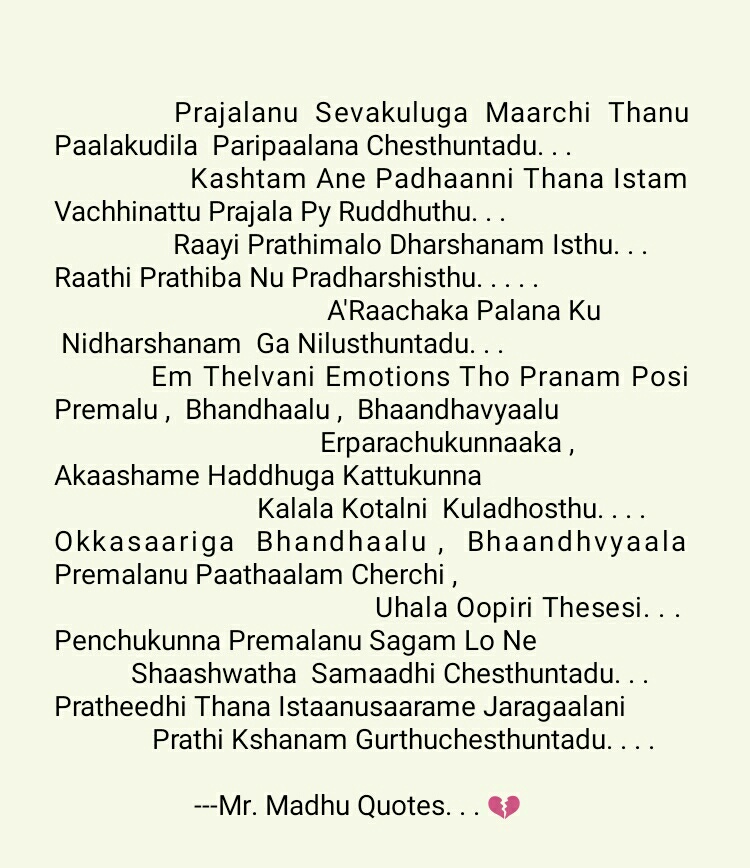 Prajalanu Sevakuluga Maarchi Thanu
Paalakudila Paripaalana Chesthuntadu. . .
Kashtam Ane Padhaanni Thana Istam
Vachhinattu Prajala Py Ruddhuthu. . .
Raayi Prathimalo Dharshanam Isthu. . .
Raathi Prathiba Nu Pradharshisthu. . . . .
A'Raachaka Palana Ku
Nidharshanam Ga Nilusthuntadu. . .
Em Thelvani Emotions Tho Pranam Posi
Premalu , Bhandhaalu , Bhaandhavyaalu
Erparachukunnaaka ,
Akaashame Haddhuga Kattukunna
Kalala Kotalni Kuladhosthu. . . .
Okkasaariga Bhandhaalu , Bhaandhvyaala
Premalanu Paathaalam Cherchi ,
Uhala Oopiri Thesesi. . .
Penchukunna Premalanu Sagam Lo Ne
Shaashwatha Samaadhi Chesthuntadu. . .
Pratheedhi Thana Istaanusaarame Jaragaalani
Prathi Kshanam Gurthuchesthuntadu. . . .
---Mr. Madhu Quotes. . . 💔